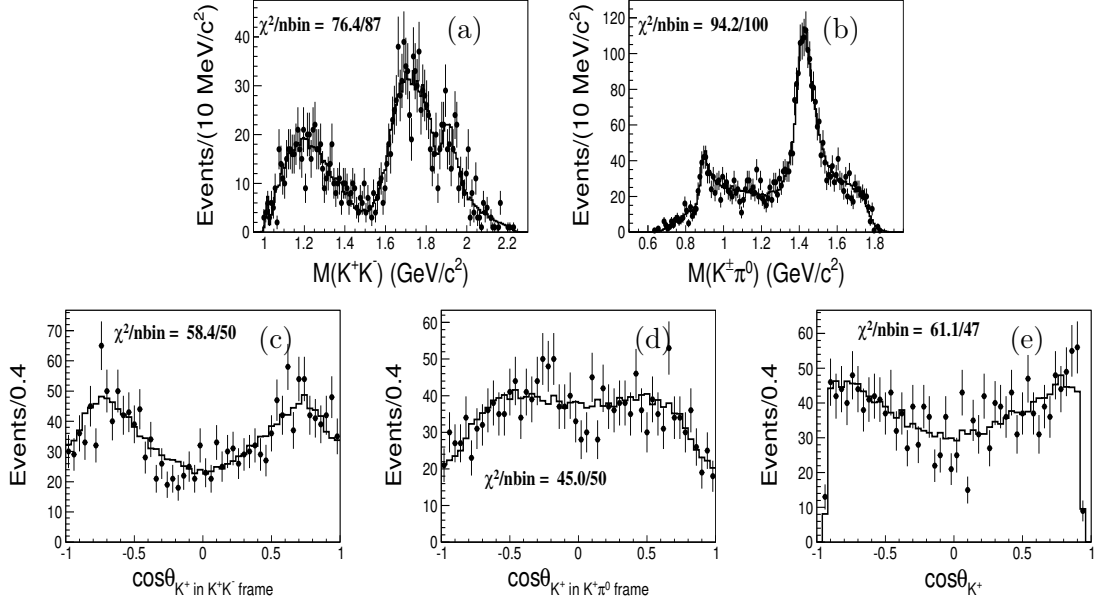 χ²/nbin = 76.4/87
(a)
Events/(10 MeV/c²)
40
30
20
10
0
1 1.2 1.4 1.6 1.8 2 2.2
M(K⁺K⁻) (GeV/c²)
χ²/nbin = 94.2/100
(b)
Events/(10 MeV/c²)
120
100
80
60
40
20
0
0.6 0.8 1 1.2 1.4 1.6 1.8
M(K±π⁰) (GeV/c²)
χ²/nbin = 58.4/50
(c)
Events/0.4
70
60
50
40
30
20
10
0
-1 -0.5 0 0.5 1
cosθ K⁺ in K⁺K⁻ frame
(d)
χ²/nbin = 45.0/50
Events/0.4
60
50
40
30
20
10
0
-1 -0.5 0 0.5 1
cosθ K⁺ in K⁺π⁰ frame
χ²/nbin = 61.1/47
(e)
Events/0.4
60
50
40
30
20
10
0
-1 -0.5 0 0.5 1
cosθ K⁺